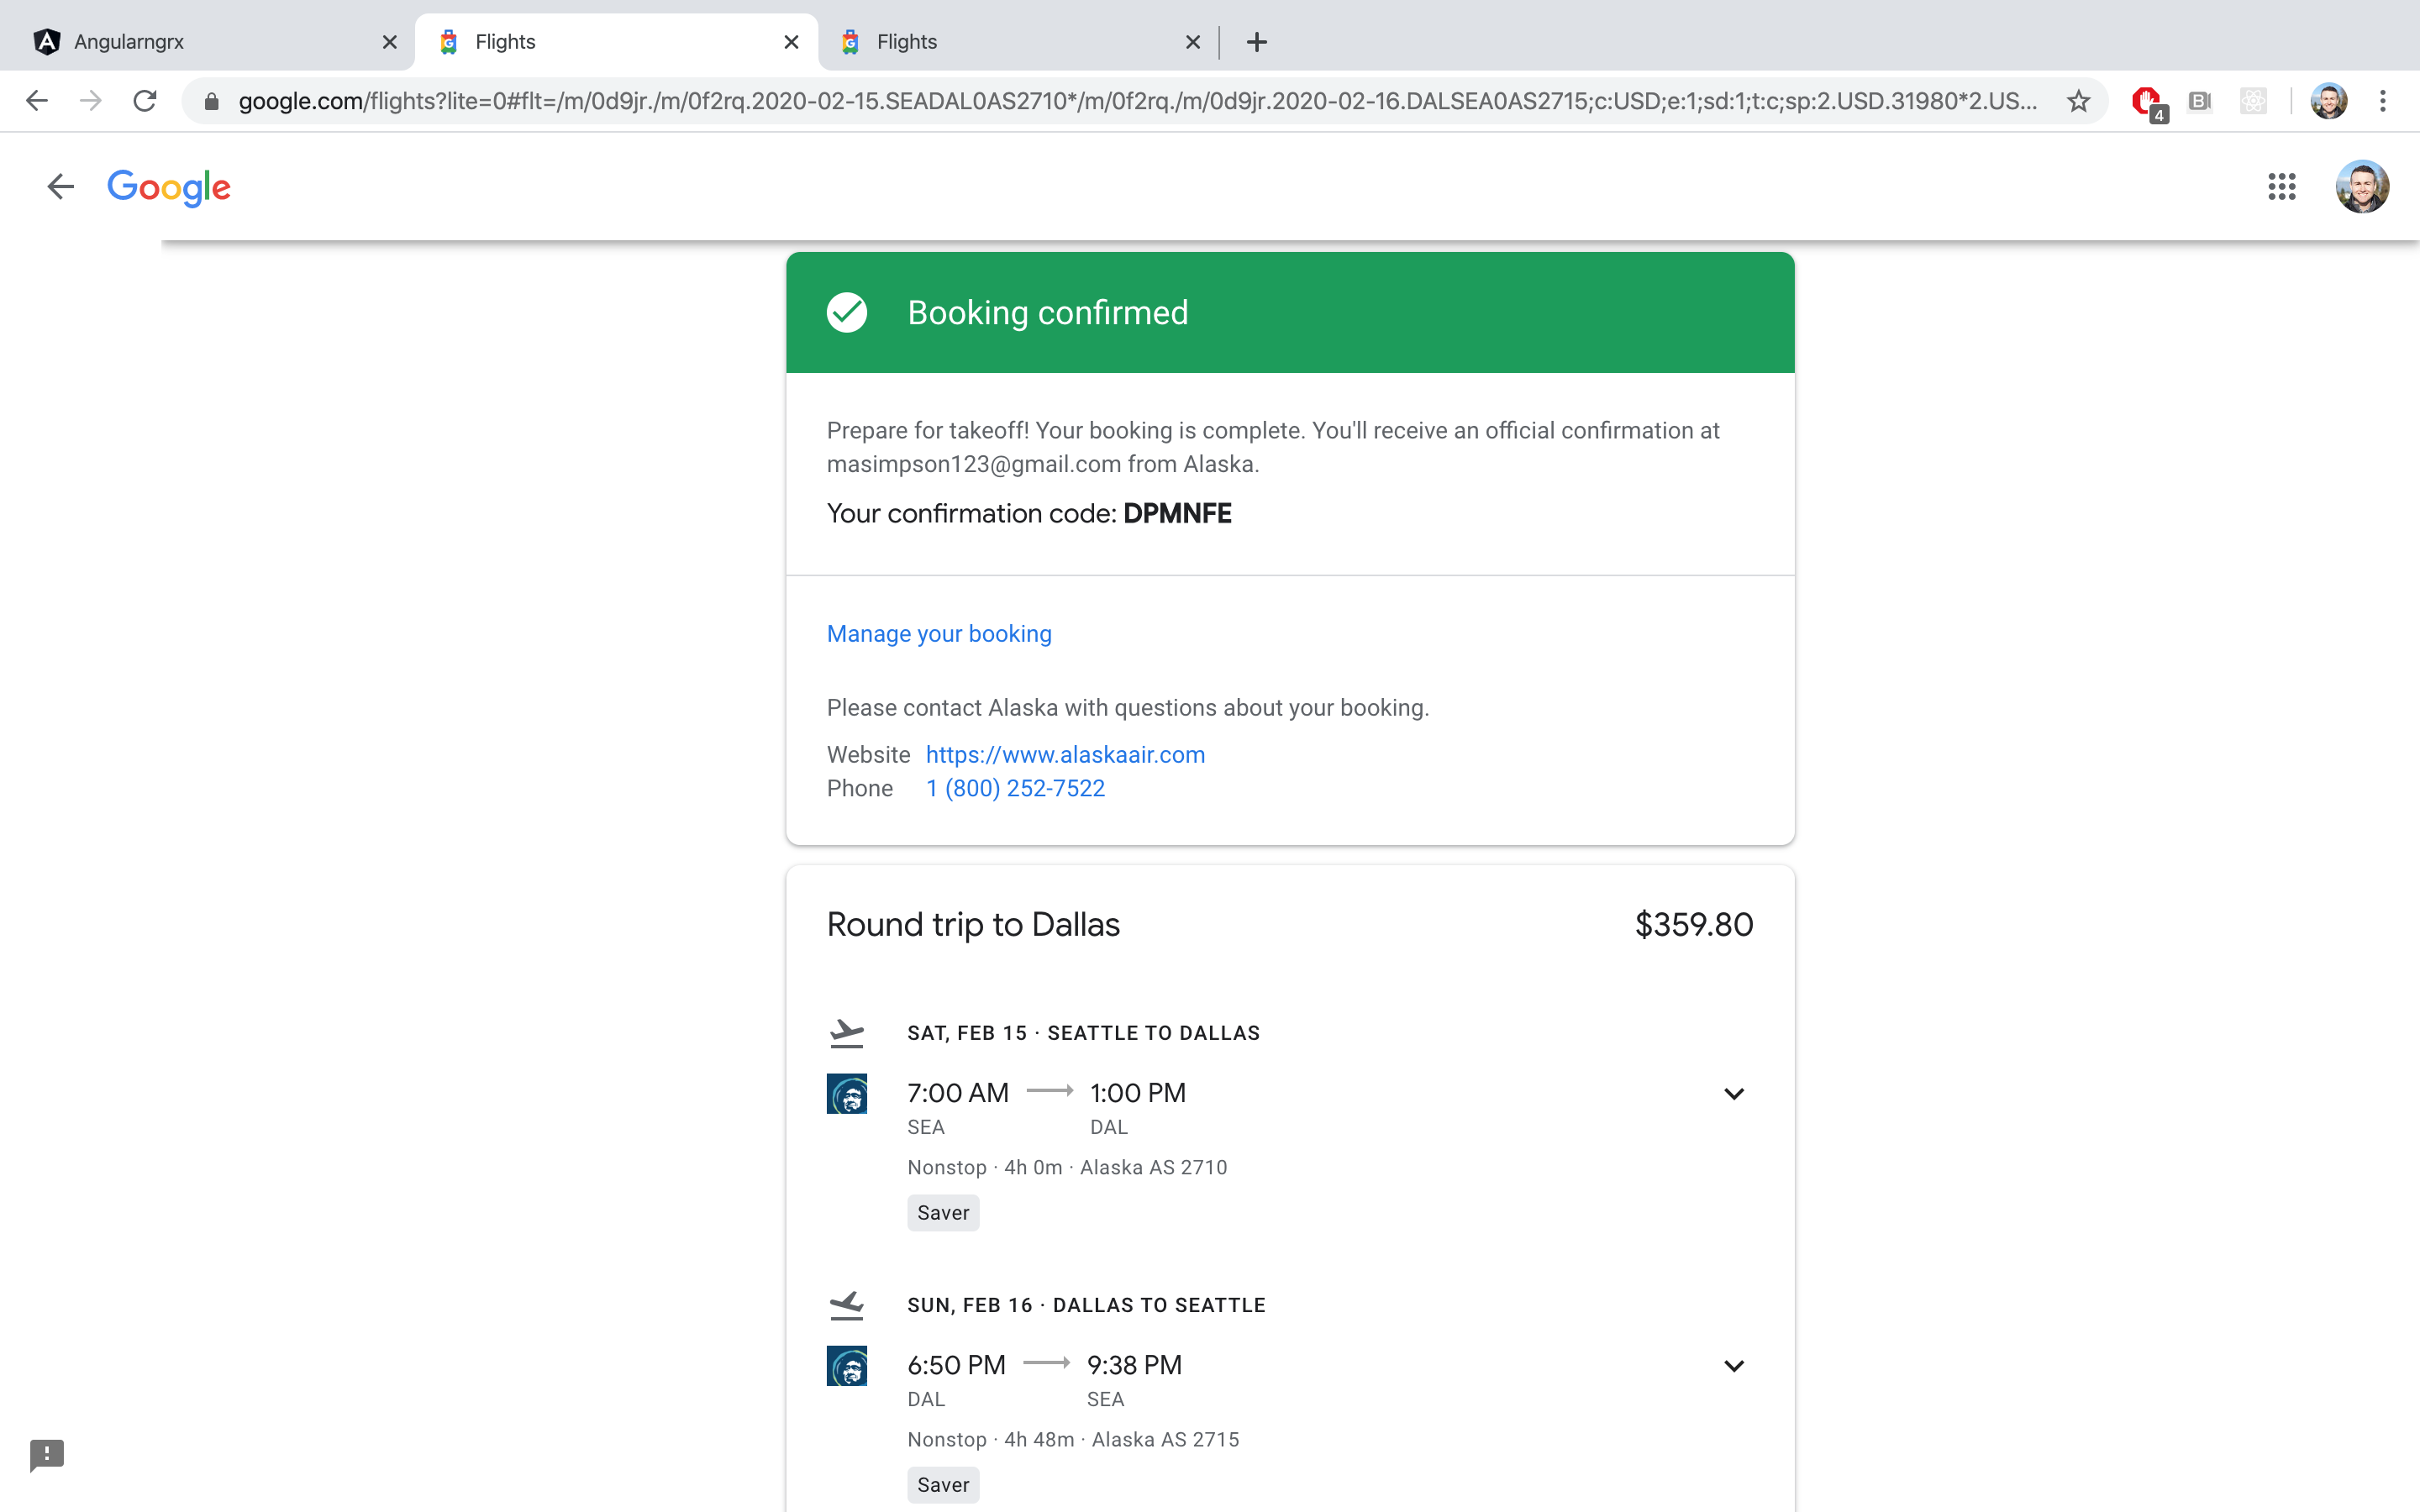 Angularngrx
Flights
Flights
google.com/flights?lite=0#flt=/m/0d9jr./m/0f2rq.2020-02-15.SEADAL0AS2710*/m/0f2rq./m/0d9jr.2020-02-16.DALSEA0AS2715;c:USD;e:1;sd:1;t:c;sp:2.USD.31980*2.US...
4
Google
Booking confirmed
Prepare for takeoff! Your booking is complete. You'll receive an official confirmation at
masimpson123@gmail.com from Alaska.
Your confirmation code: DPMNFE
Manage your booking
Please contact Alaska with questions about your booking.
Website https://www.alaskaair.com
Phone 1 (800) 252-7522
Round trip to Dallas $359.80
SAT, FEB 15 · SEATTLE TO DALLAS
7:00 AM 1:00 PM
SEA DAL
Nonstop · 4h 0m · Alaska AS 2710
Saver
SUN, FEB 16 · DALLAS TO SEATTLE
6:50 PM 9:38 PM
DAL SEA
Nonstop · 4h 48m · Alaska AS 2715
Saver